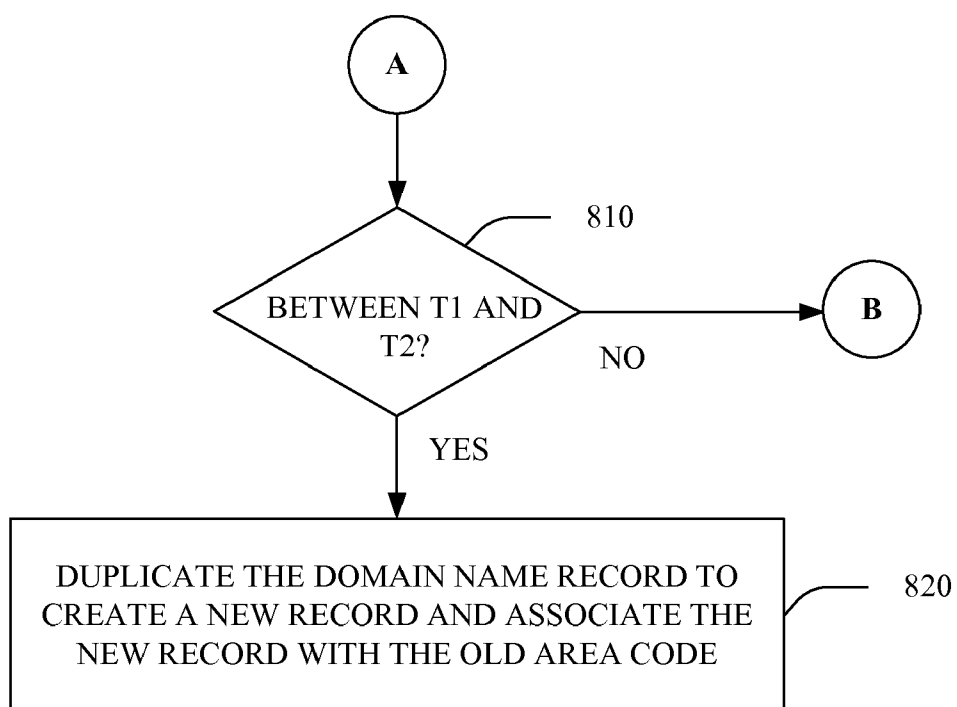 A
810
BETWEEN T1 AND
T2?
B
NO
YES
DUPLICATE THE DOMAIN NAME RECORD TO
CREATE A NEW RECORD AND ASSOCIATE THE
NEW RECORD WITH THE OLD AREA CODE
820